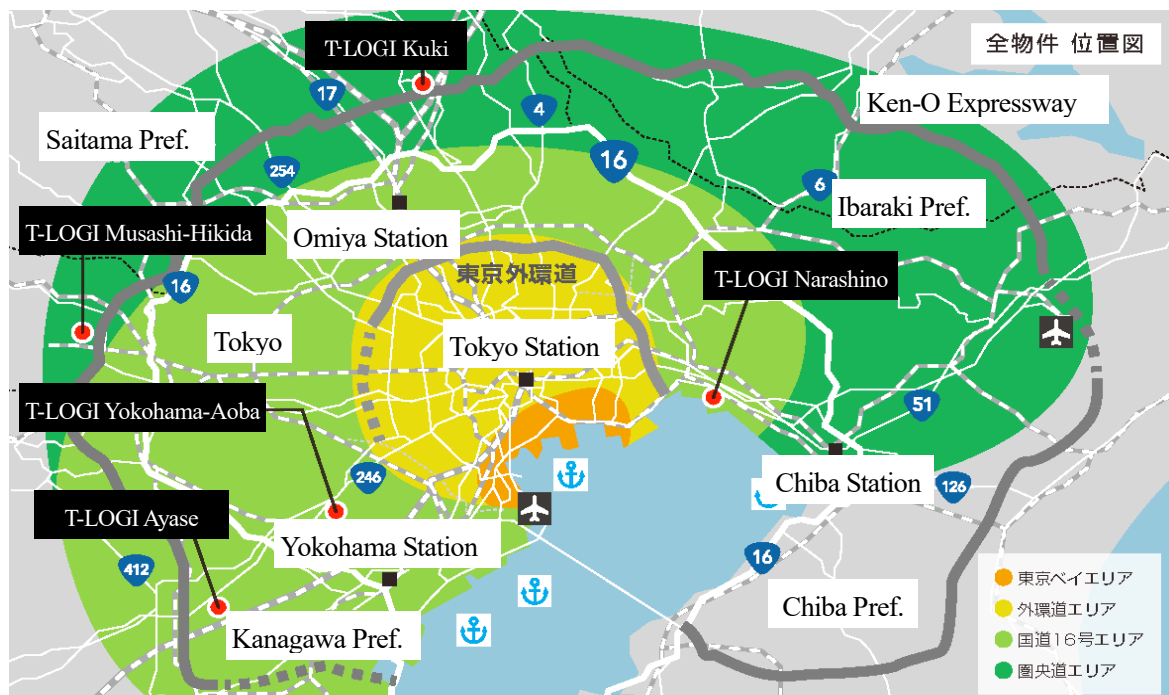 T-LOGI Kuki
全物件 位置図
17
4
Ken-O Expressway
Saitama Pref.
254
16
6
Ibaraki Pref.
T-LOGI Musashi-Hikida
Omiya Station
東京外環道
T-LOGI Narashino
16
Tokyo
Tokyo Station
T-LOGI Yokohama-Aoba
51
246
Chiba Station
126
T-LOGI Ayase
Yokohama Station
412
16
東京ベイエリア
外環道エリア
Chiba Pref.
Kanagawa Pref.
国道16号エリア
圏央道エリア